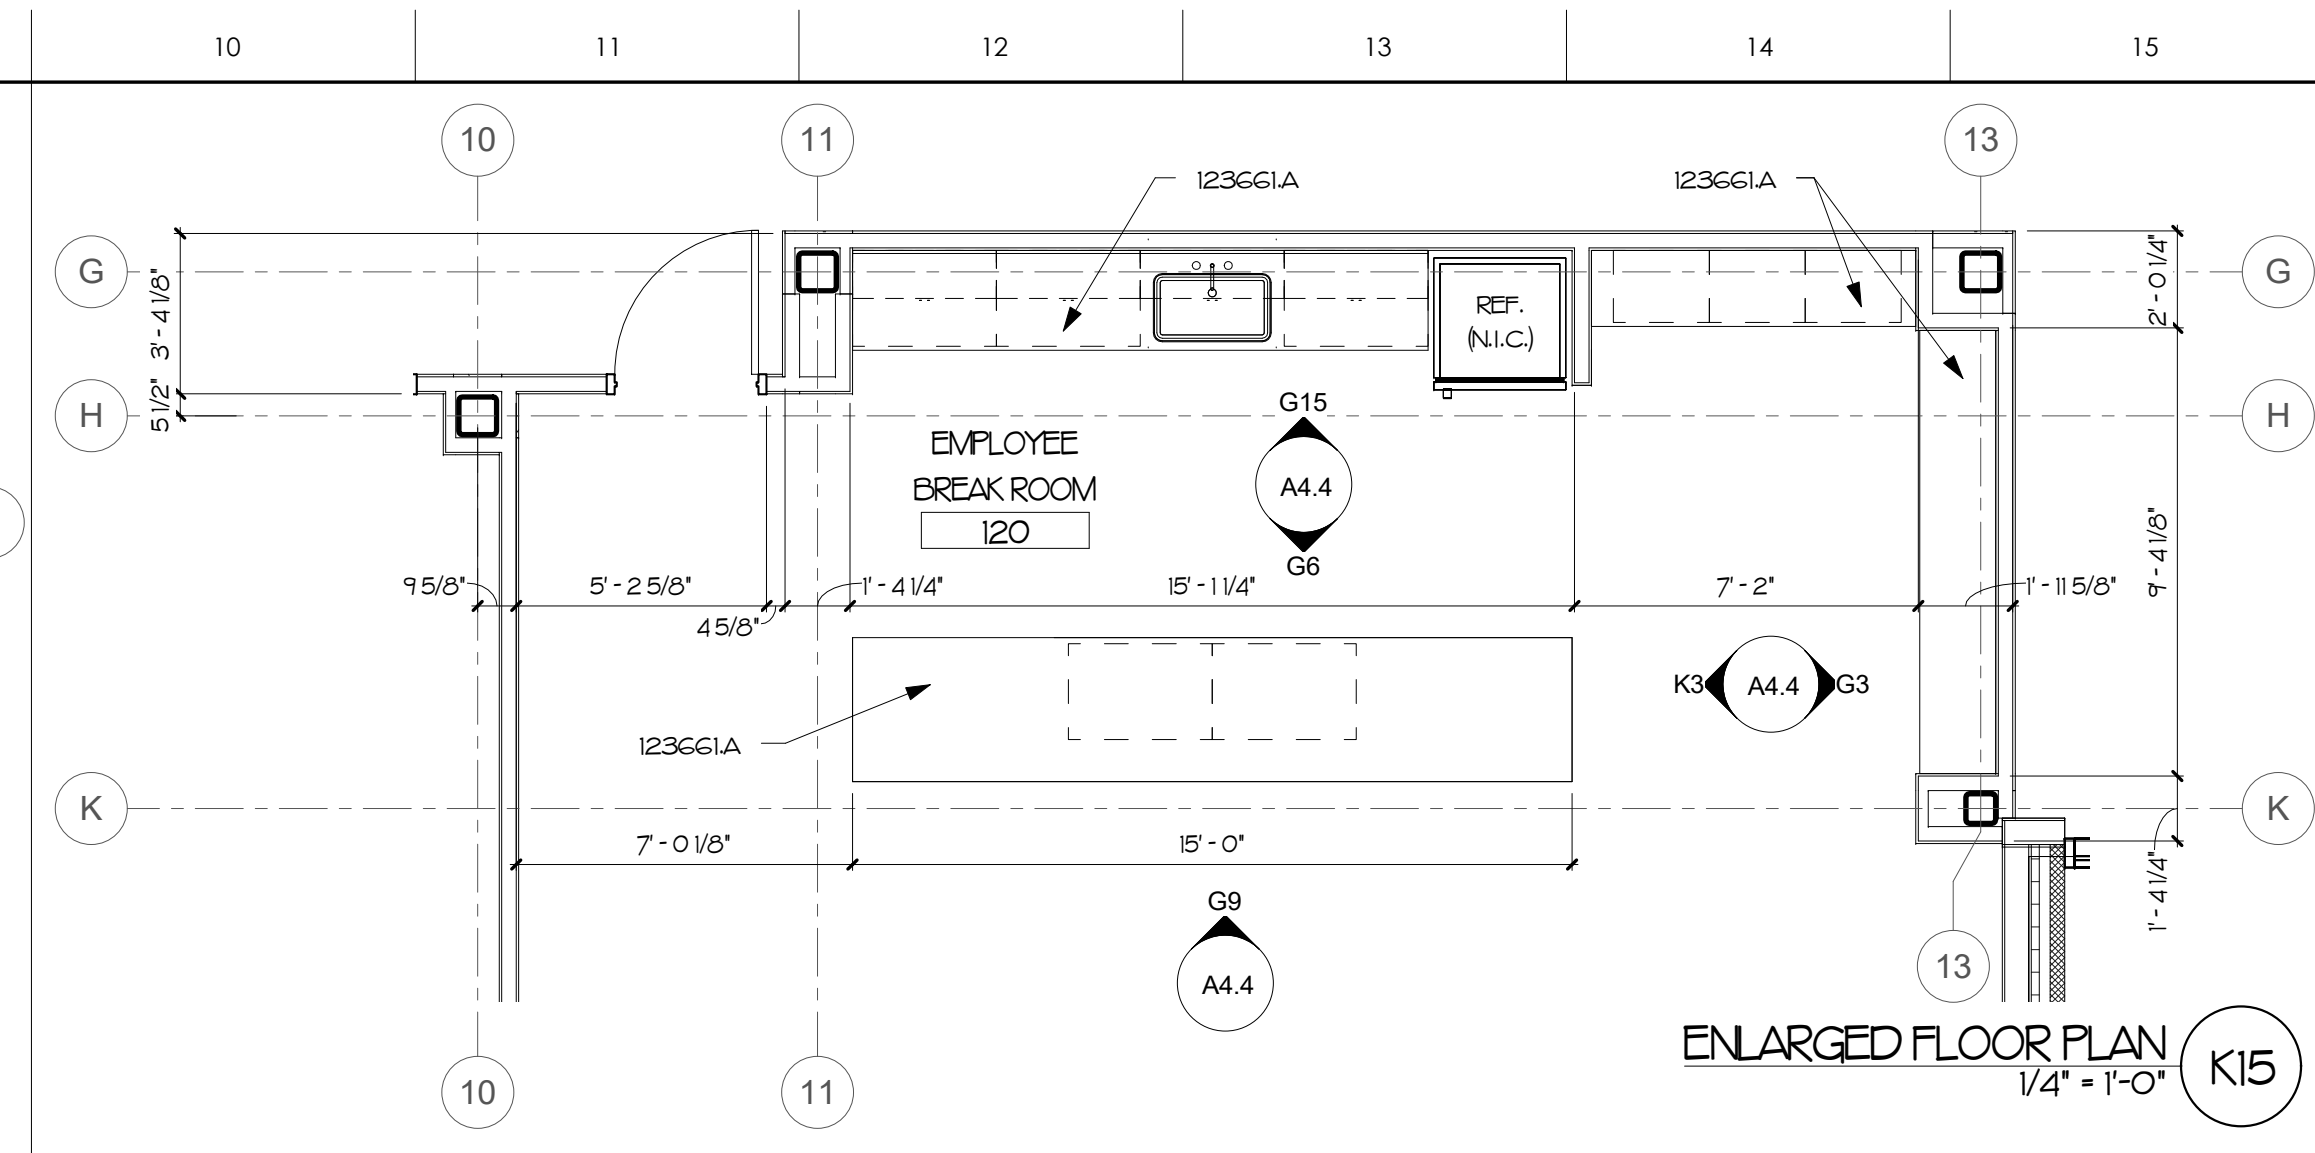 10 11 12 13 14 15
10 11 13
123661.A 123661.A
G G
3' - 4 1/8"
2' - 0 1/4"
REF.
(N.I.C.)
5 1/2"
H H
G15
EMPLOYEE
BREAK ROOM
A4.4
120
G6
9' - 4 1/8"
9 5/8" 5' - 2 5/8" 1' - 4 1/4" 15' - 1 1/4" 7' - 2" 1' - 11 5/8"
4 5/8"
K3 A4.4 G3
123661.A
K K
7' - 0 1/8" 15' - 0"
1' - 4 1/4"
G9
A4.4
13
ENLARGED FLOOR PLAN
1/4" = 1'-0"
K15
10 11